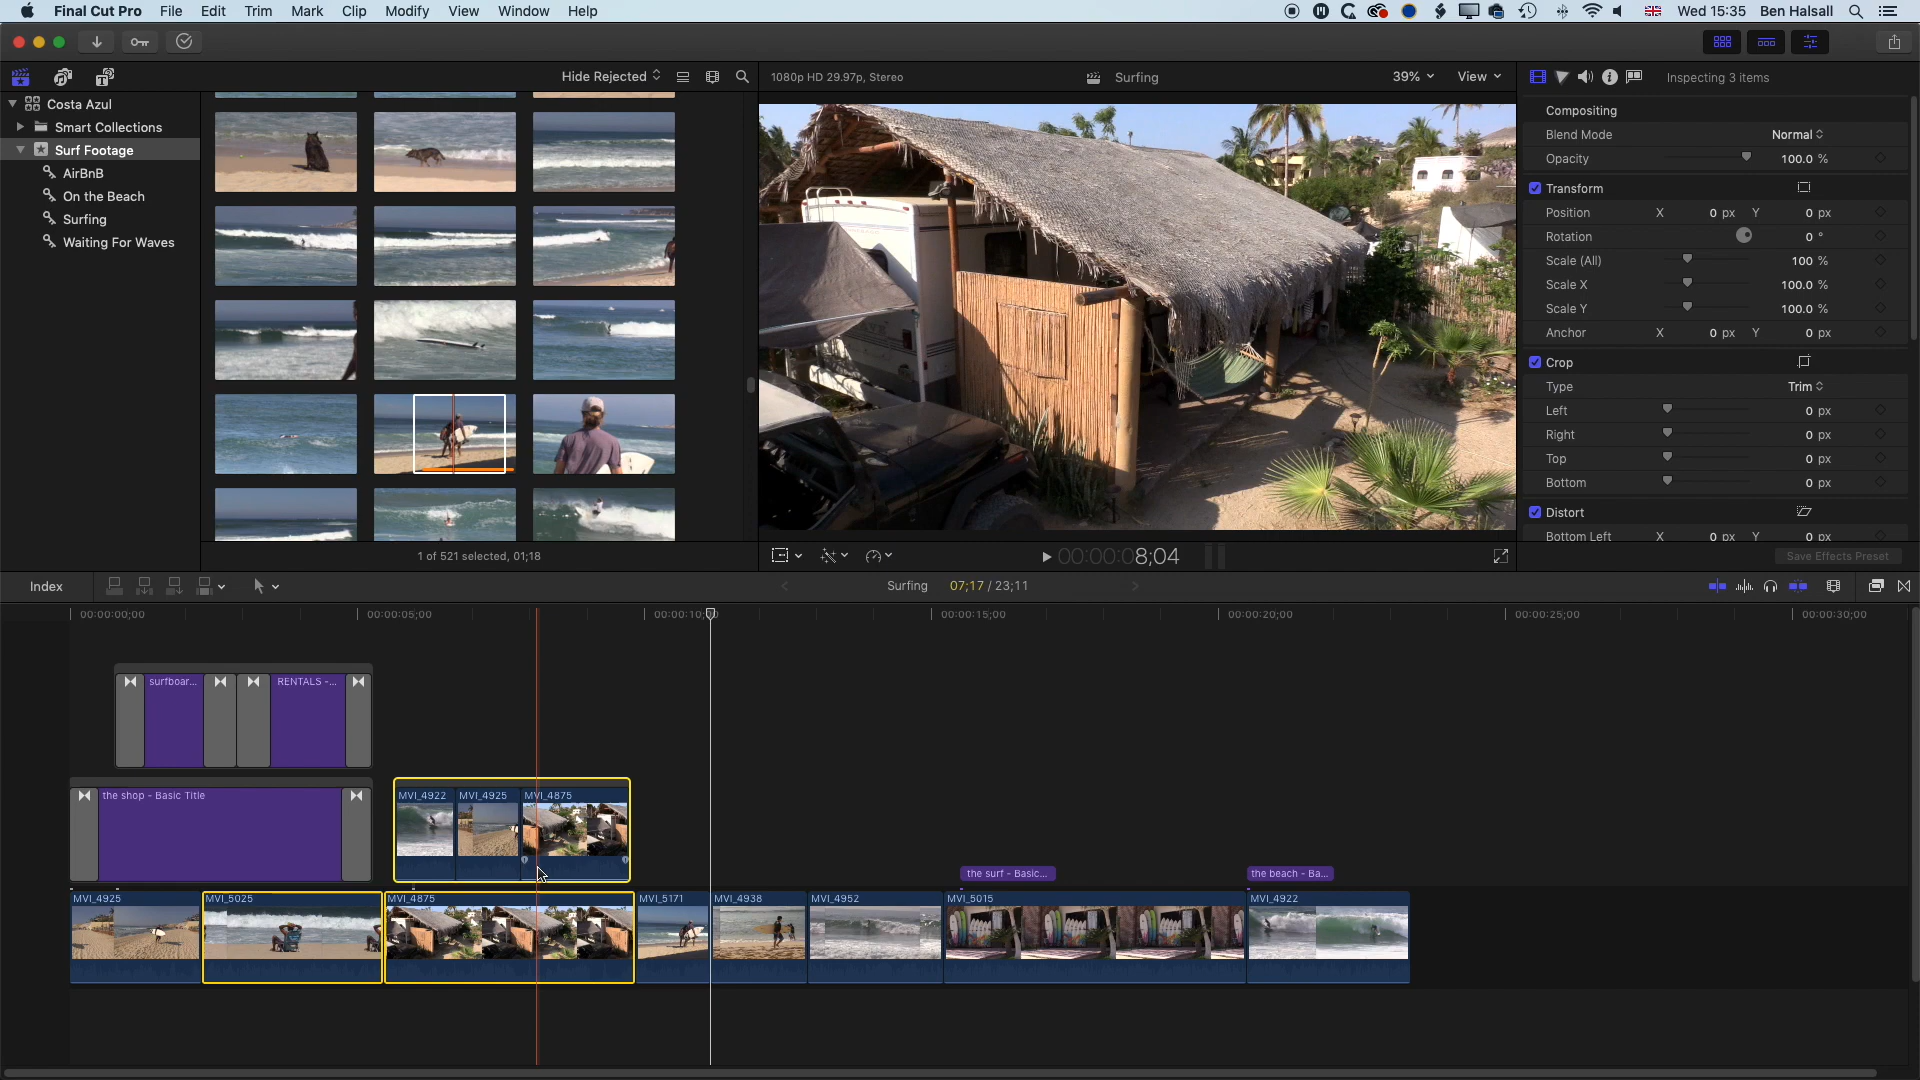 Final Cut Pro File Edit Trim Mark Clip Modify View Window Help Wed 15:35 Ben Halsall
Hide Rejected 1080p HD 29.97p, Stereo Surfing 39% View Inspecting 3 items
Costa Azul
Smart Collections
Surf Footage
AirBnB
On the Beach
Surfing
Waiting For Waves
1 of 521 selected, 01;18
00:00:08;04
Compositing
Blend Mode Normal
Opacity 100.0 %
Transform
Position X 0 px Y 0 px
Rotation 0 °
Scale (All) 100 %
Scale X 100.0 %
Scale Y 100.0 %
Anchor X 0 px Y 0 px
Crop
Type Trim
Left 0 px
Right 0 px
Top 0 px
Bottom 0 px
Distort
Bottom Left X 0 px Y 0 px
Save Effects Preset
Index Surfing 07;17 / 23;11
00:00:00;00 00:00:05;00 00:00:10;00 00:00:15;00 00:00:20;00 00:00:25;00 00:00:30;00
surfboar... RENTALS -...
the shop - Basic Title MVI_4922 MVI_4925 MVI_4875
the surf - Basic... the beach - Ba...
MVI_4925 MVI_5025 MVI_4875 MVI_5171 MVI_4938 MVI_4952 MVI_5015 MVI_4922